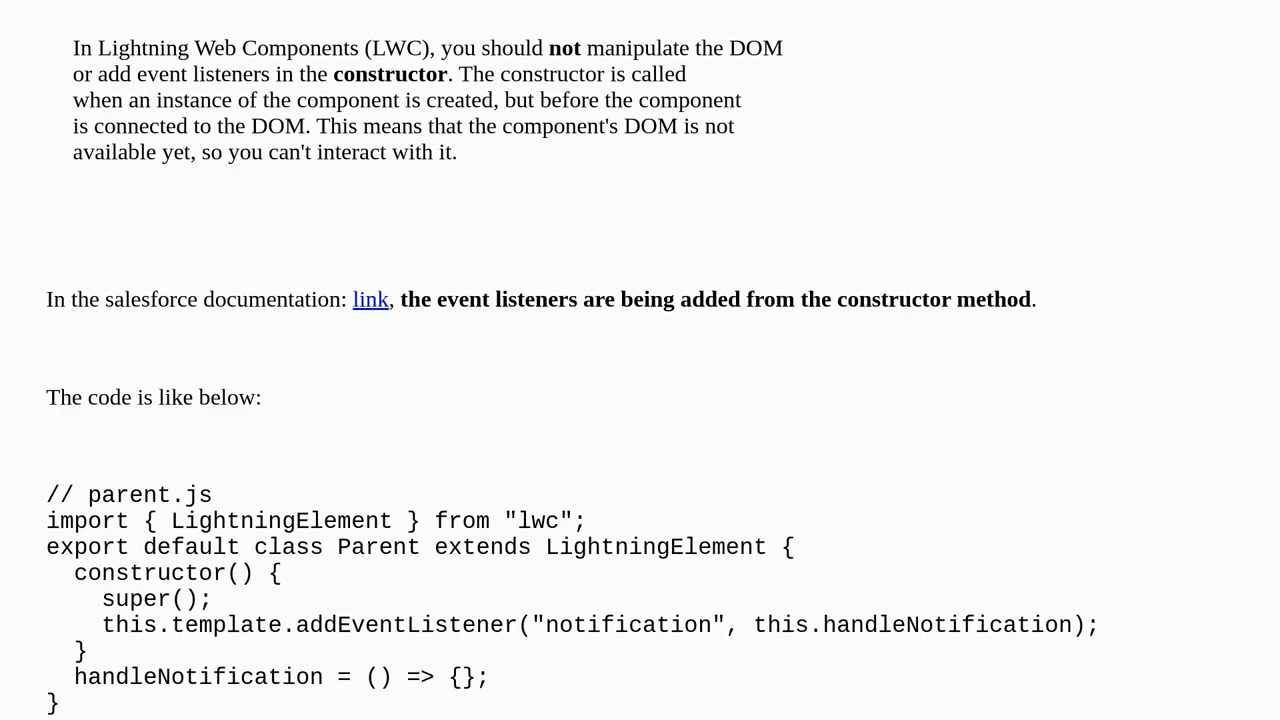 In Lightning Web Components (LWC), you should not manipulate the DOM
or add event listeners in the constructor. The constructor is called
when an instance of the component is created, but before the component
is connected to the DOM. This means that the component's DOM is not
available yet, so you can't interact with it.
In the salesforce documentation: link, the event listeners are being added from the constructor method.
The code is like below:
// parent.js
import { LightningElement } from "lwc";
export default class Parent extends LightningElement {
  constructor() {
    super();
    this.template.addEventListener("notification", this.handleNotification);
  }
  handleNotification = () => {};
}